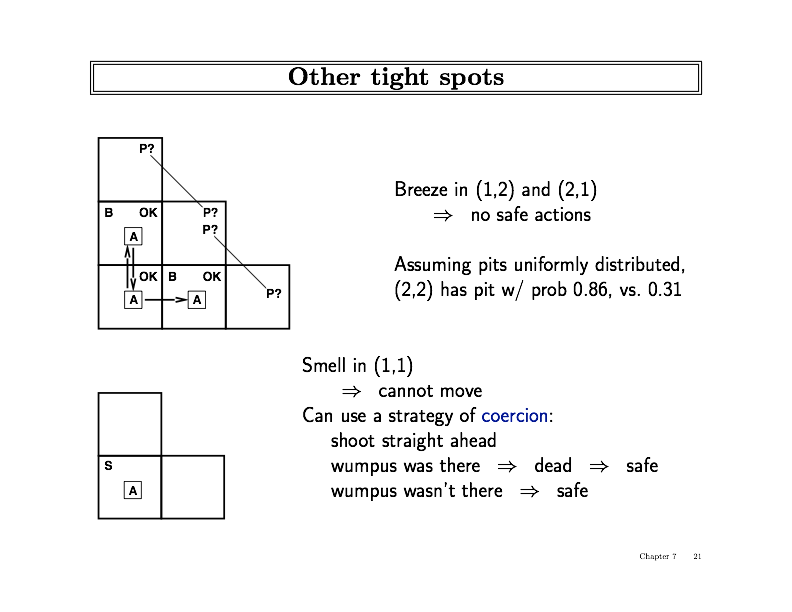 Other tight spots
P?
B OK P?
P?
A
OK B OK
A A P?
Breeze in (1,2) and (2,1)
⇒ no safe actions
Assuming pits uniformly distributed,
(2,2) has pit w/ prob 0.86, vs. 0.31
Smell in (1,1)
⇒ cannot move
Can use a strategy of coercion:
shoot straight ahead
wumpus was there ⇒ dead ⇒ safe
wumpus wasn't there ⇒ safe
S
A
Chapter 7 21